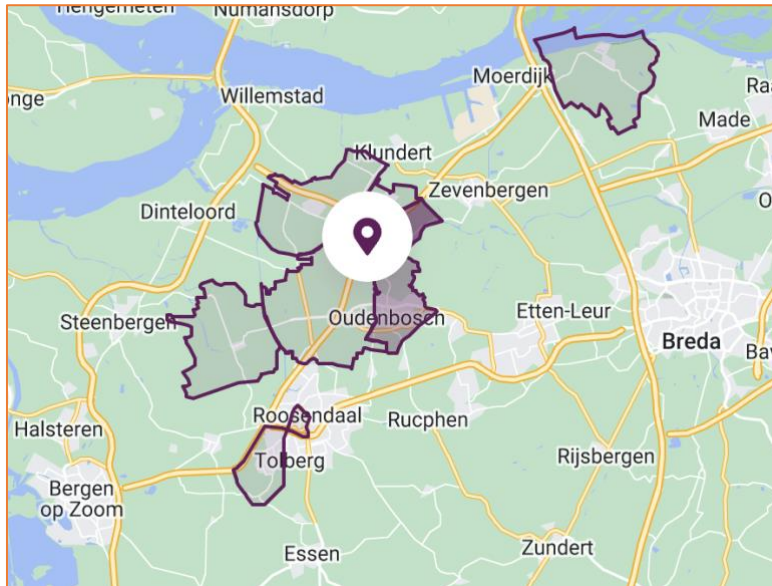 Numansdorp
Moerdijk
Willemstad
Made
Klundert
Zevenbergen
Dinteloord
Steenbergen
Oudenbosch
Etten-Leur
Breda
Roosendaal
Rucphen
Halsteren
Tolberg
Rijsbergen
Bergen
op Zoom
Essen
Zundert